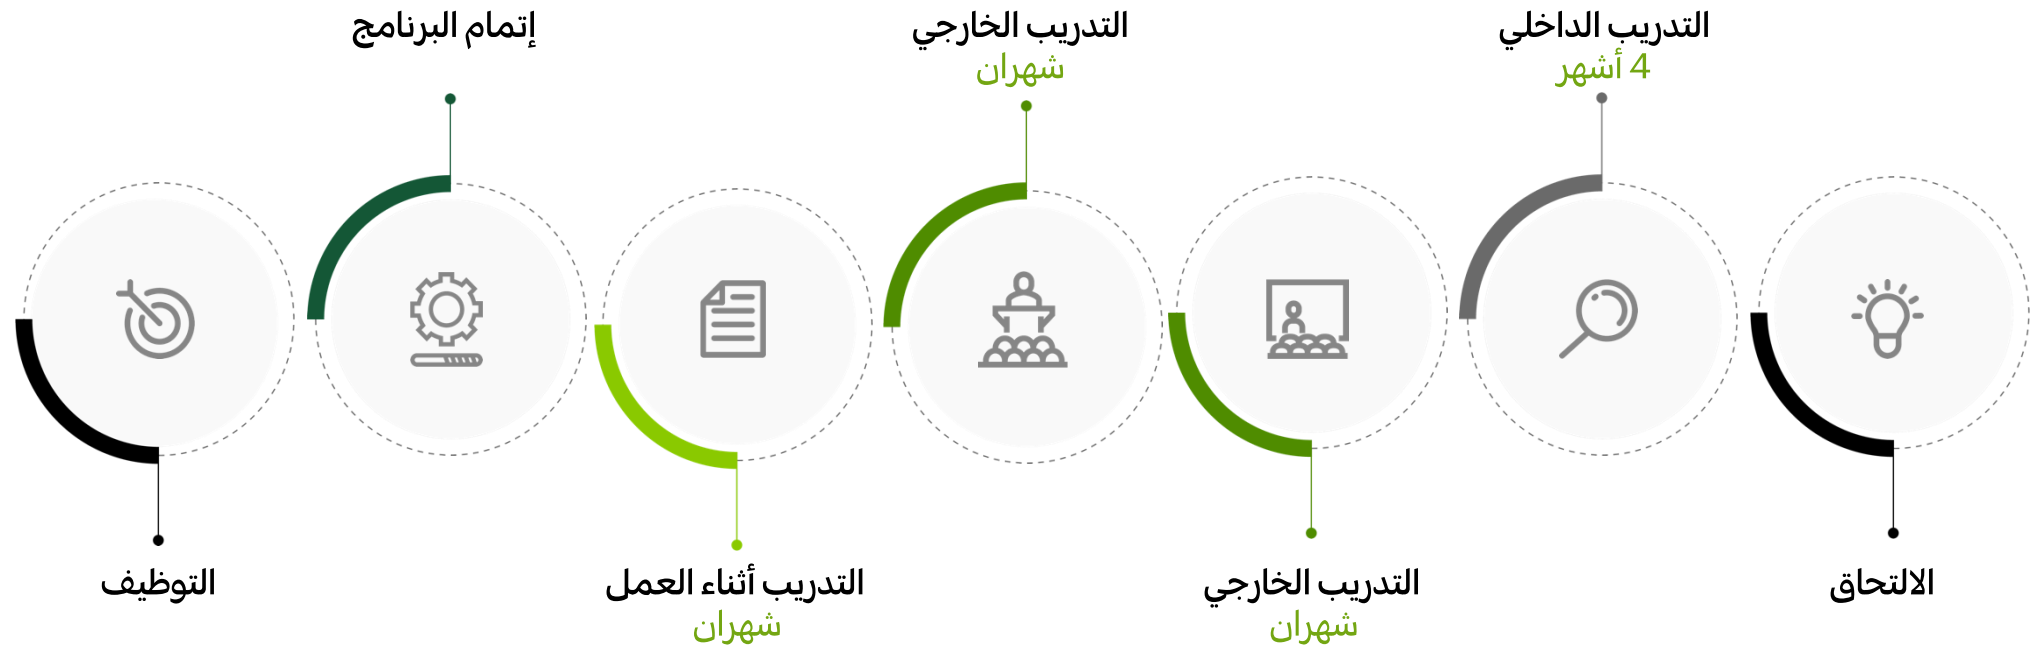 الالتحاق
التدريب الداخلي
4 أشهر
التدريب الخارجي
شهران
التدريب الخارجي
شهران
التدريب أثناء العمل
شهران
إتمام البرنامج
التوظيف